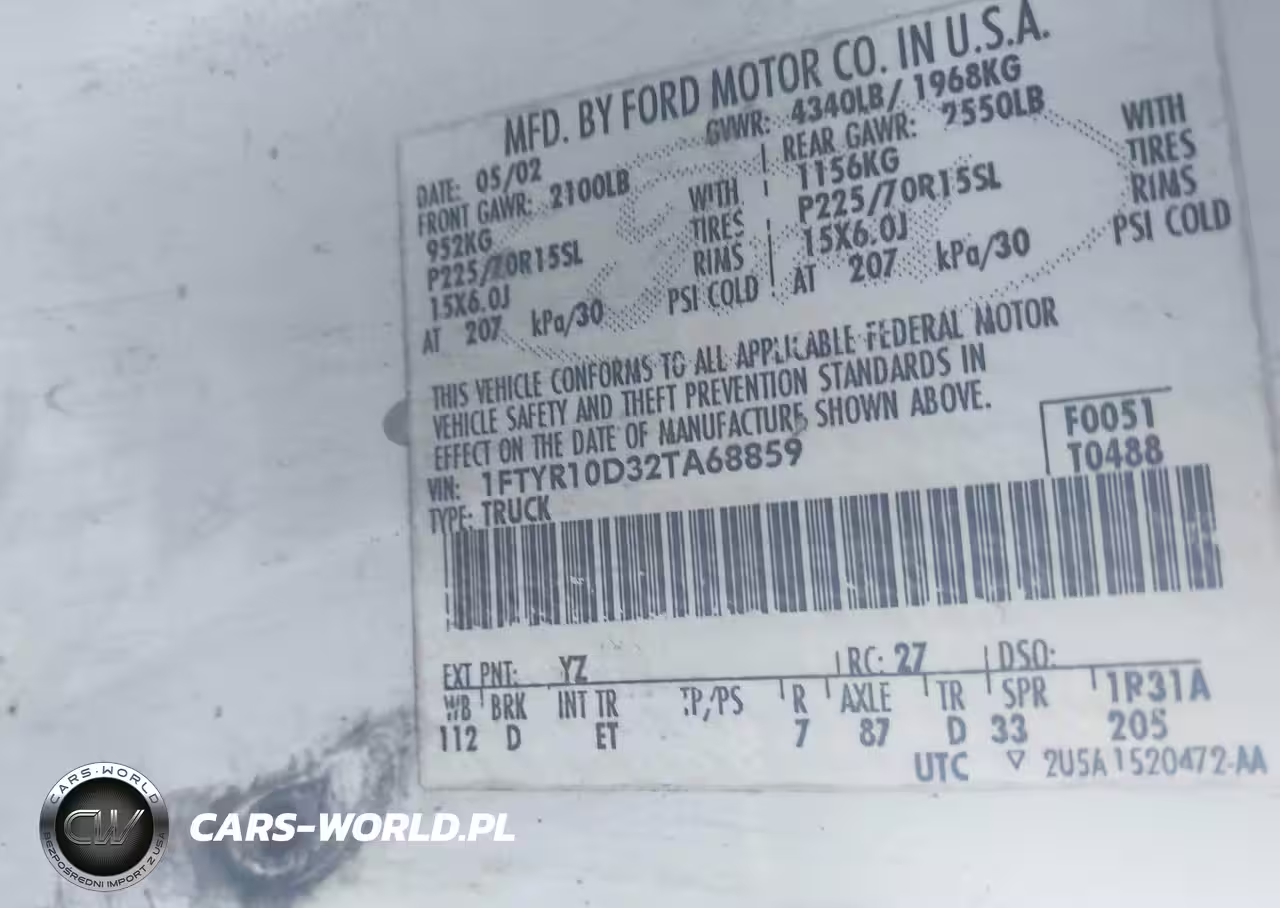 MFD. BY FORD MOTOR CO. IN U.S.A.
DATE: 05/02 GVWR: 4340LB/ 1968KG
FRONT GAWR: 2100LB REAR GAWR: 2550LB
952KG WITH 1156KG WITH
P225/70R15SL TIRES P225/70R15SL TIRES
15X6.0J RIMS 15X6.0J RIMS
AT 207 kPa/30 PSI COLD AT 207 kPa/30 PSI COLD
THIS VEHICLE CONFORMS TO ALL APPLICABLE FEDERAL MOTOR
VEHICLE SAFETY AND THEFT PREVENTION STANDARDS IN
EFFECT ON THE DATE OF MANUFACTURE SHOWN ABOVE.
VIN: 1FTYR10D32TA68859 F0051
TYPE: TRUCK T0488
EXT PNT: YZ RC: 27 DSO:
WB BRK INT TR TP/PS R AXLE TR SPR 1R31A
112 D ET 7 87 D 33 205
UTC ▽ 2U5A 1520472-AA
CARS-WORLD
CW
BEZPOŚREDNI IMPORT Z USA
CARS-WORLD.PL